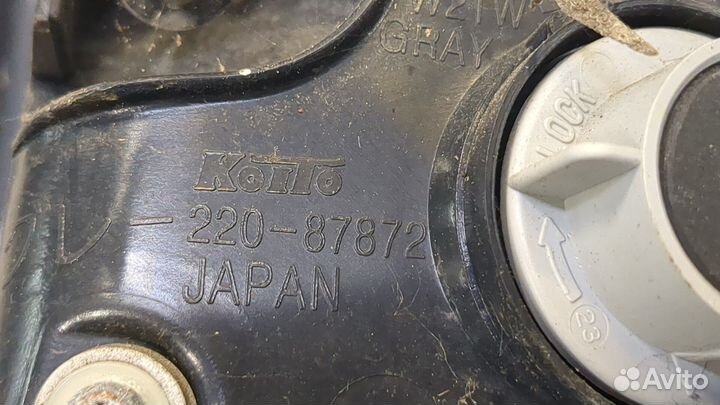 W21W
GRAY
LOCK
KOITO
220-87872
JAPAN
23
Avito